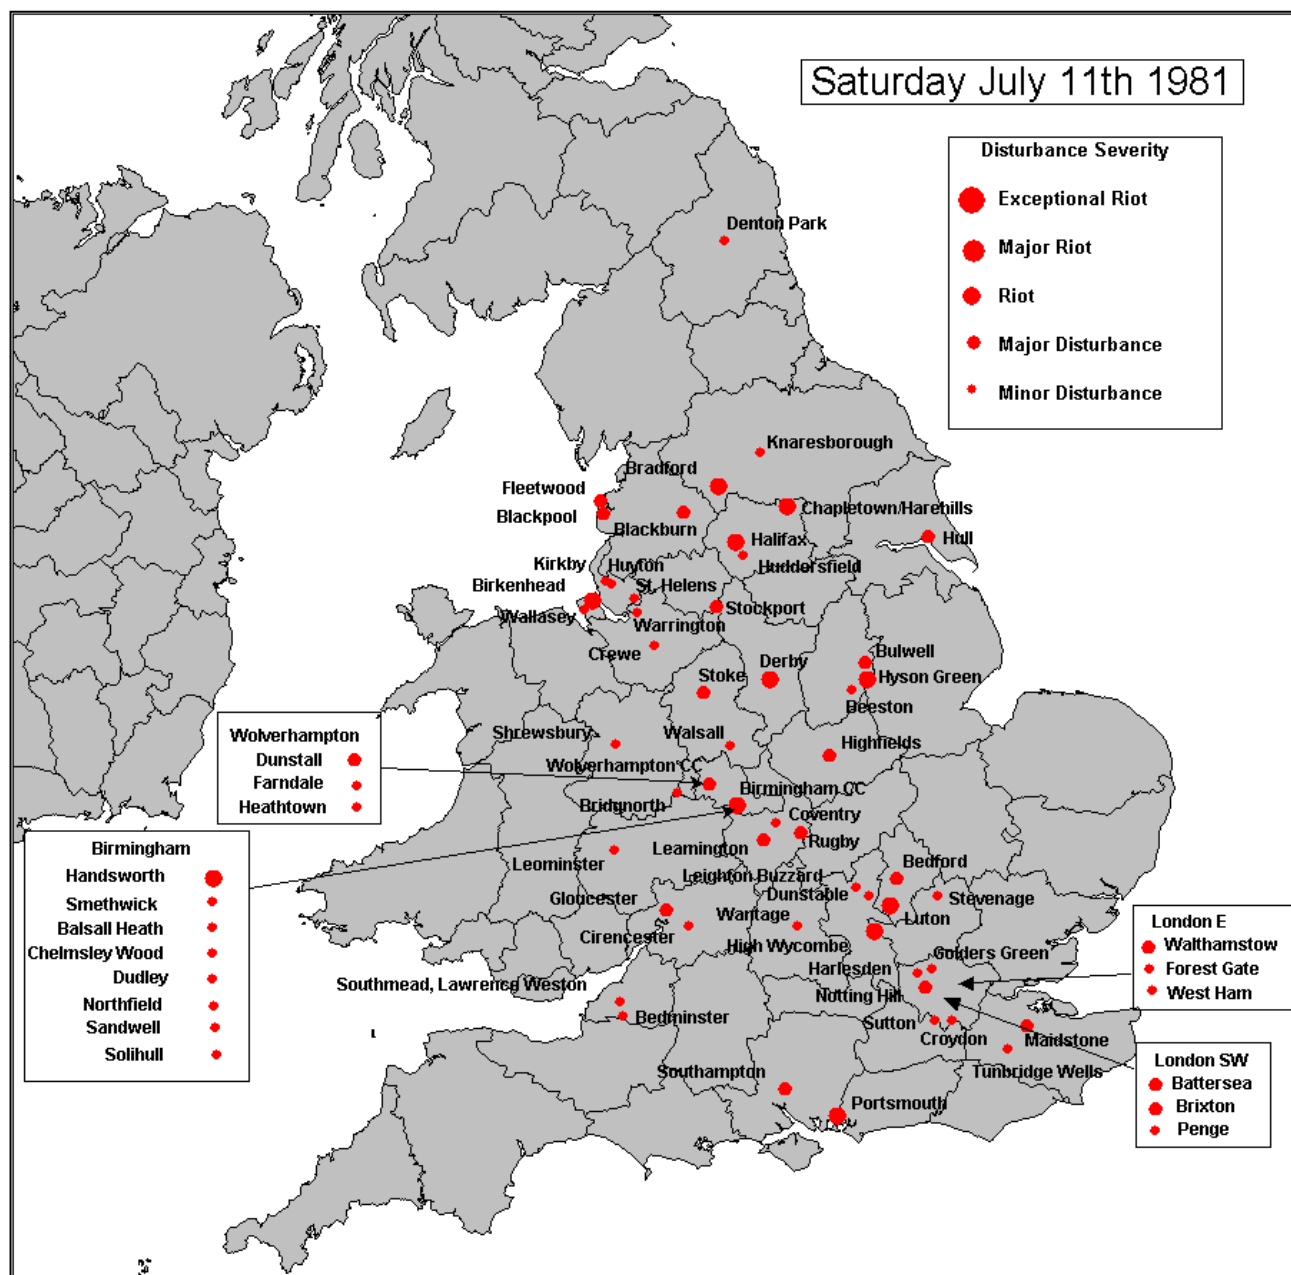 Saturday July 11th 1981
Disturbance Severity
Exceptional Riot
Major Riot
Riot
Major Disturbance
Minor Disturbance
Denton Park
Knaresborough
Bradford
Fleetwood
Chapletown/Harehills
Blackpool
Blackburn
Halifax
Hull
Kirkby
Huyton
Huddersfield
Birkenhead
St. Helens
Stockport
Wallasey
Warrington
Crewe
Derby
Bulwell
Stoke
Hyson Green
Beeston
Shrewsbury
Walsall
Highfields
Wolverhampton CC
Birmingham CC
Bridgnorth
Coventry
Rugby
Leamington
Leominster
Bedford
Leighton Buzzard
Dunstable
Stevenage
Gloucester
Luton
Wantage
Cirencester
High Wycombe
Golders Green
Harlesden
Southmead, Lawrence Weston
Notting Hill
Bedminster
Sutton
Croydon
Maidstone
Tunbridge Wells
Southampton
Portsmouth
Wolverhampton
Dunstall
Farndale
Heathtown
Birmingham
Handsworth
Smethwick
Balsall Heath
Chelmsley Wood
Dudley
Northfield
Sandwell
Solihull
London E
Walthamstow
Forest Gate
West Ham
London SW
Battersea
Brixton
Penge